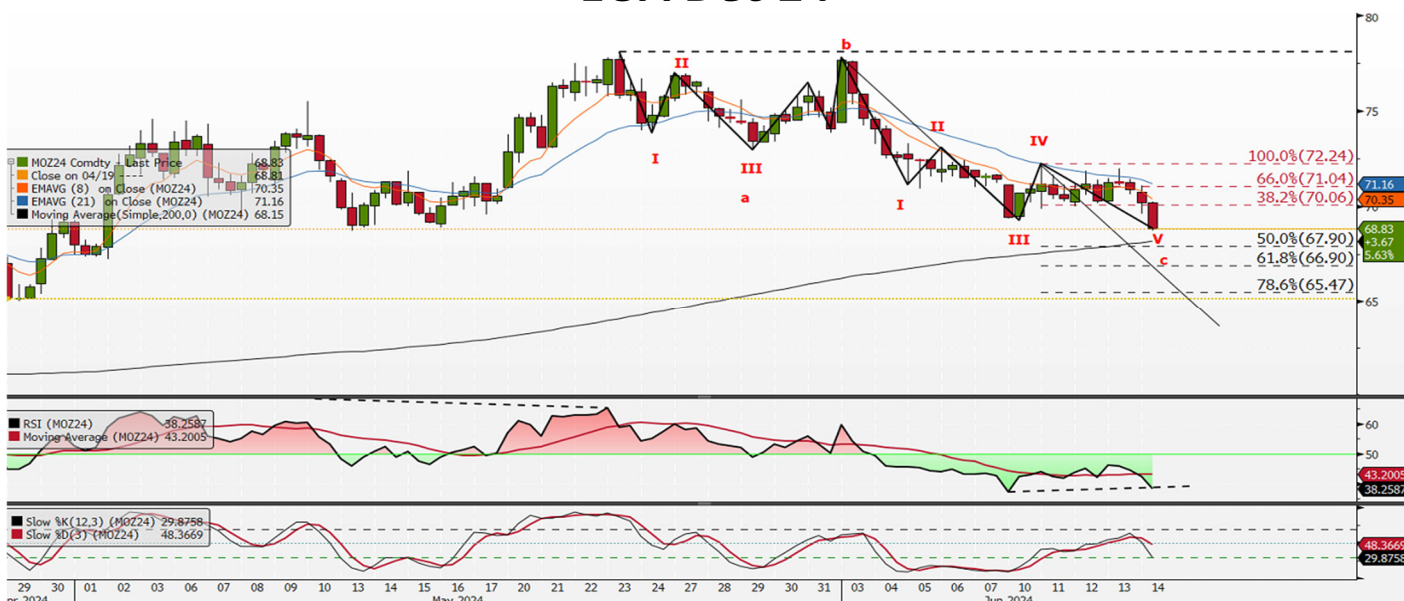 80
b
II
75
II
IV
100.0%(72.24)
MOZ24 Comdty - Last Price 68.83
Close on 04/19 ---- 68.81
EMAVG (8) on Close (MOZ24) 70.35
EMAVG (21) on Close (MOZ24) 71.16
Moving Average(Simple,200,0) (MOZ24) 68.15
I
III
66.0%(71.04)
71.16
a
38.2%(70.06)
70.35
I
70
68.83
+3.67
5.63%
III
V
50.0%(67.90)
c
61.8%(66.90)
78.6%(65.47)
65
RSI (MOZ24) 38.2587
Moving Average (MOZ24) 43.2005
60
50
43.2005
38.2587
Slow %K(12,3) (MOZ24) 29.8758
Slow %D(3) (MOZ24) 48.3669
48.3669
29.8758
29 30 01 02 03 06 07 08 09 10 13 14 15 16 17 20 21 22 23 24 27 28 29 30 31 03 04 05 06 07 10 11 12 13 14